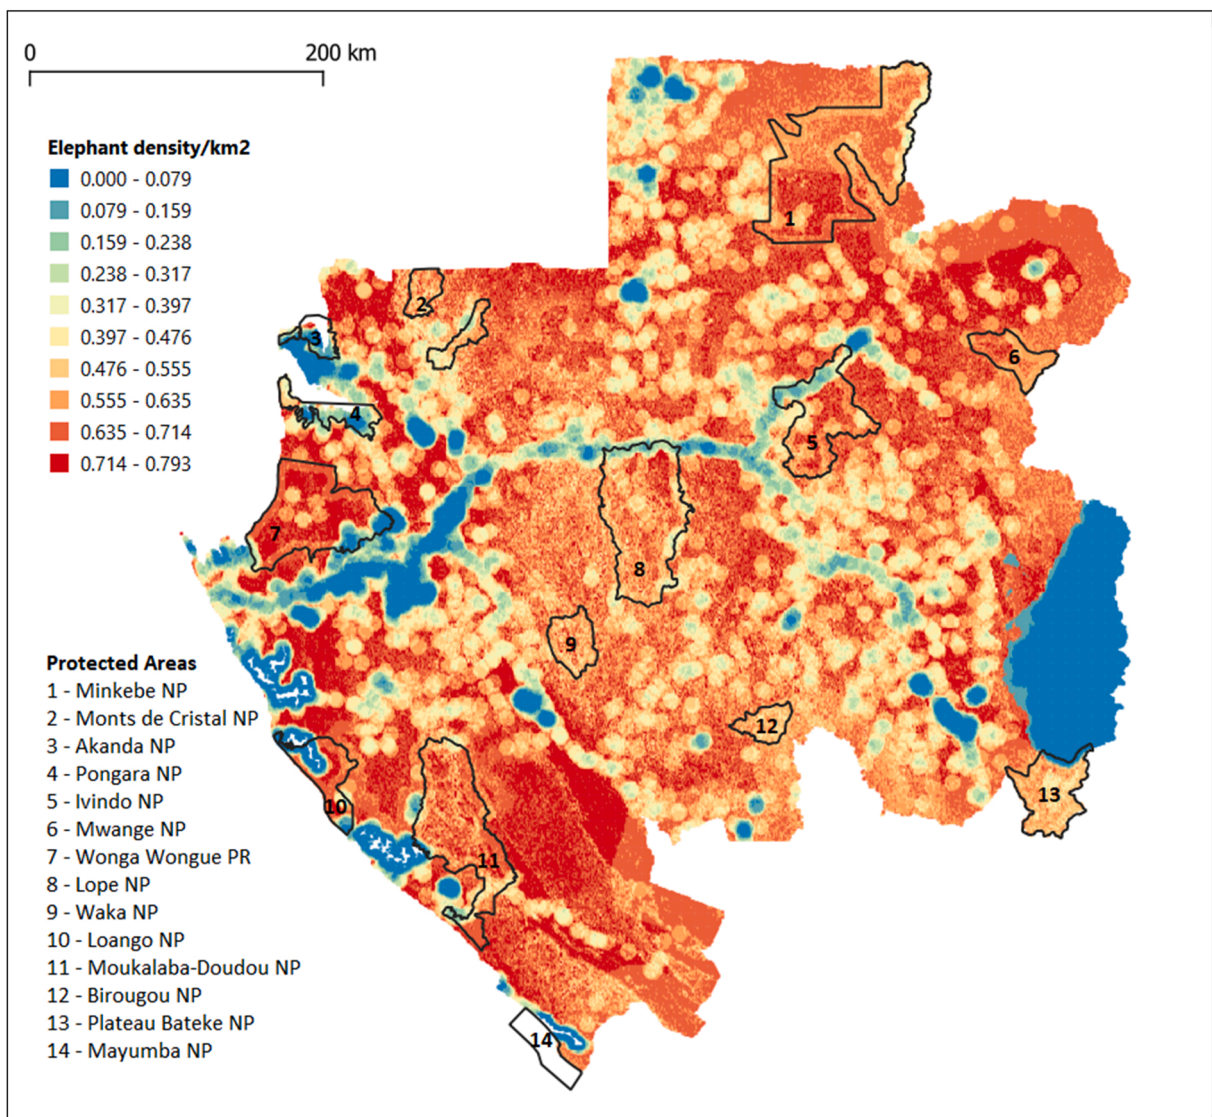 0 200 km
Elephant density/km2
0.000 - 0.079
0.079 - 0.159
0.159 - 0.238
0.238 - 0.317
0.317 - 0.397
0.397 - 0.476
0.476 - 0.555
0.555 - 0.635
0.635 - 0.714
0.714 - 0.793
1
2
3
4
5
6
7
8
9
10
11
12
13
14
Protected Areas
1 - Minkebe NP
2 - Monts de Cristal NP
3 - Akanda NP
4 - Pongara NP
5 - Ivindo NP
6 - Mwange NP
7 - Wonga Wongue PR
8 - Lope NP
9 - Waka NP
10 - Loango NP
11 - Moukalaba-Doudou NP
12 - Birougou NP
13 - Plateau Bateke NP
14 - Mayumba NP